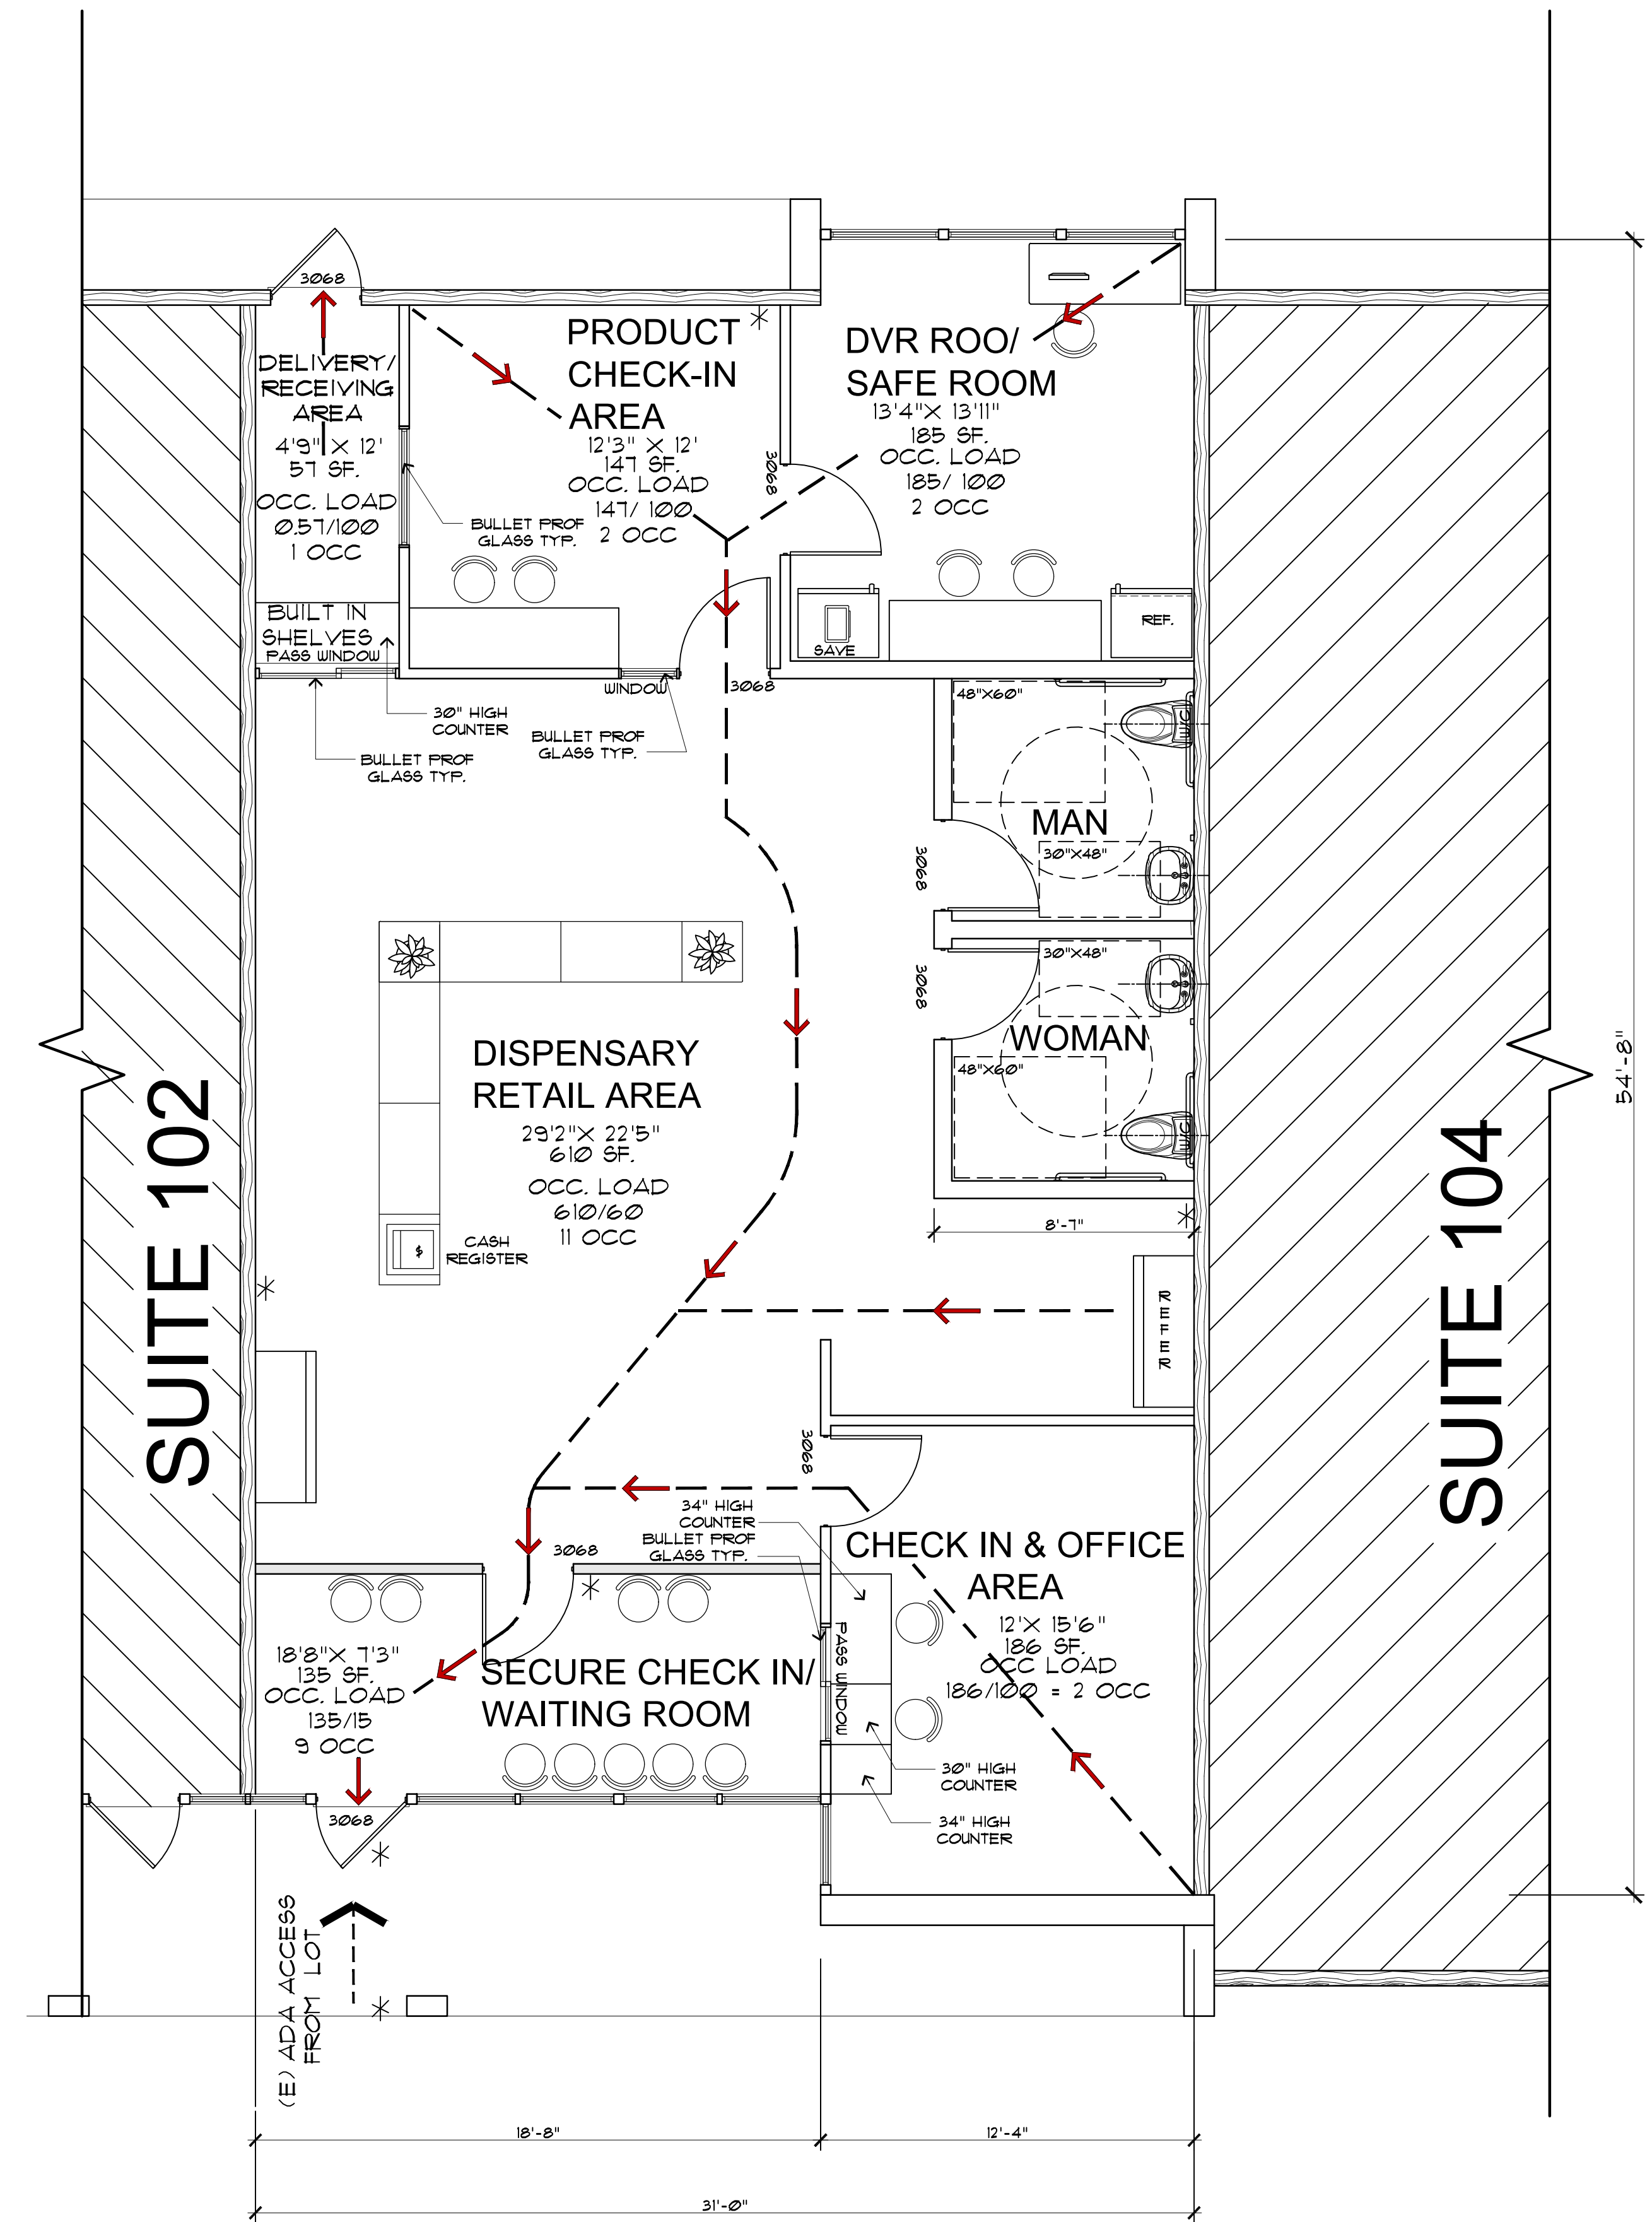 3068
DELIVERY/
RECEIVING
AREA
4'9" X 12'
57 SF.
OCC. LOAD
0.57/100
1 OCC
BUILT IN
SHELVES
PASS WINDOW
PRODUCT
CHECK-IN
AREA
12'3" X 12'
147 SF.
OCC. LOAD
147/ 100
2 OCC
BULLET PROF
GLASS TYP.
3068
DVR ROO/
SAFE ROOM
13'4"X 13'11"
185 SF.
OCC. LOAD
185/ 100
2 OCC
SAVE
REF.
WINDOW
3068
30" HIGH
COUNTER
BULLET PROF
GLASS TYP.
BULLET PROF
GLASS TYP.
48"X60"
W/C
MAN
30"X48"
3068
3068
30"X48"
WOMAN
48"X60"
W/C
8'-7"
DISPENSARY
RETAIL AREA
29'2"X 22'5"
610 SF.
OCC. LOAD
610/60
11 OCC
$
CASH
REGISTER
SUITE 102
SUITE 104
54'-8"
REFER
3068
34" HIGH
COUNTER
BULLET PROF
GLASS TYP.
3068
CHECK IN & OFFICE
AREA
12'X 15'6"
186 SF.
OCC LOAD
186/100 = 2 OCC
PASS WINDOW
30" HIGH
COUNTER
34" HIGH
COUNTER
18'8"X 7'3"
135 SF.
OCC. LOAD
135/15
9 OCC
SECURE CHECK IN/
WAITING ROOM
3068
(E) ADA ACCESS
FROM LOT
18'-8"
12'-4"
31'-0"